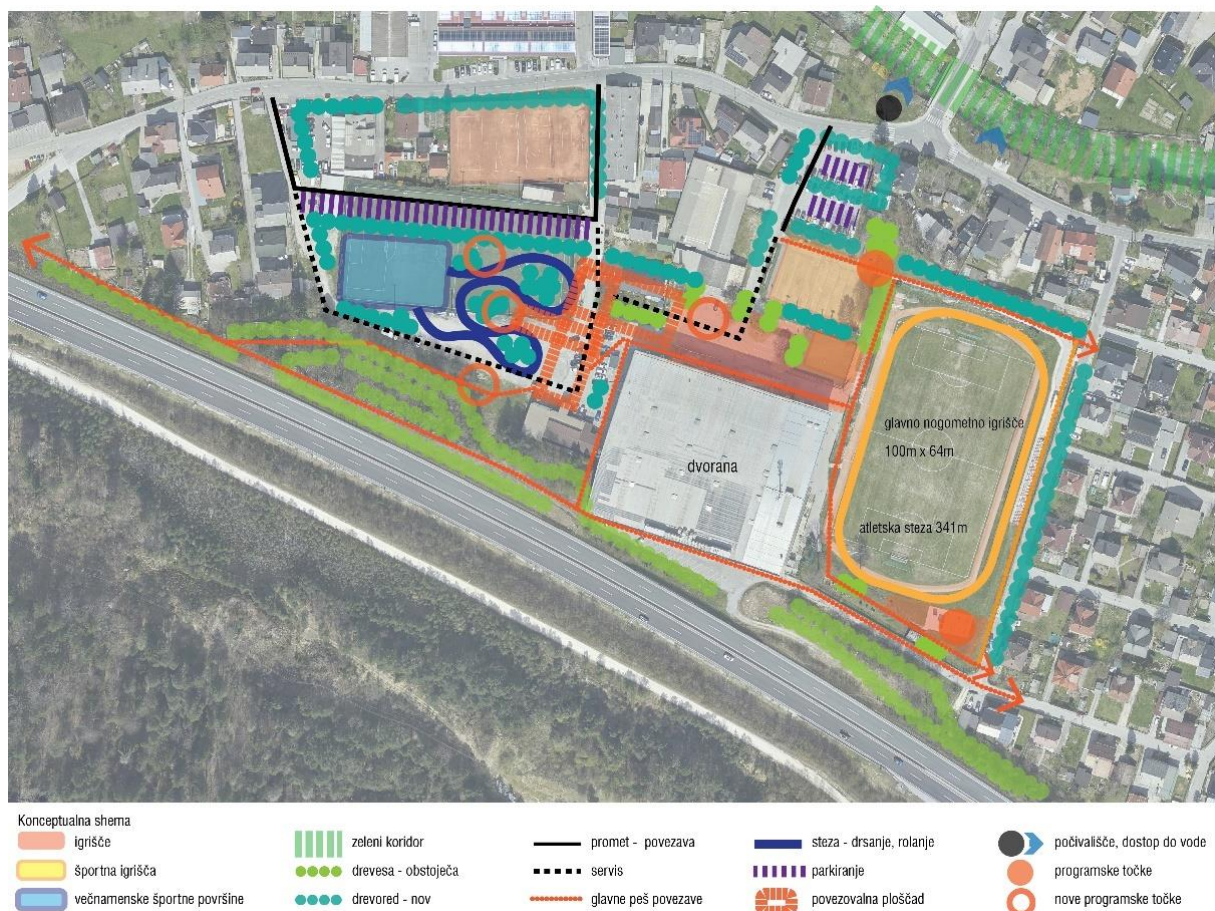 glavno nogometno igrišče
100m x 64m
dvorana
atletska steza 341m
Konceptualna shema
igrišče
športna igrišča
večnamenske športne površine
zeleni koridor
drevesa - obstoječa
drevored - nov
promet - povezava
servis
glavne peš povezave
steza - drsanje, rolanje
parkiranje
povezovalna ploščad
počivališče, dostop do vode
programske točke
nove programske točke